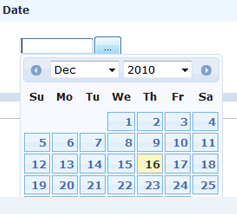 Date
...
Dec 2010
Su Mo Tu We Th Fr Sa
1 2 3 4
5 6 7 8 9 10 11
12 13 14 15 16 17 18
19 20 21 22 23 24 25